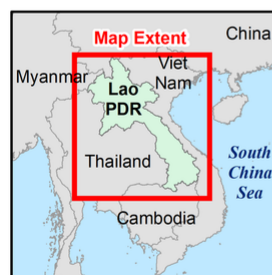 Map Extent
China
Myanmar
Viet
Nam
Lao
PDR
Thailand
South
China
Sea
Cambodia